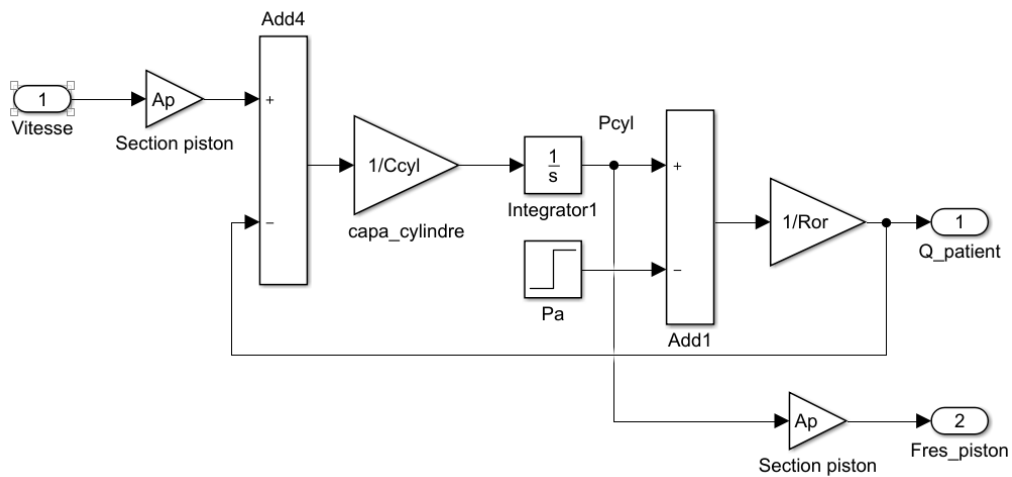 Add4
1
Vitesse
Ap
Section piston
+
−
1/Ccyl
capa_cylindre
1
s
Integrator1
Pcyl
Pa
+
−
Add1
1/Ror
1
Q_patient
Ap
Section piston
2
Fres_piston